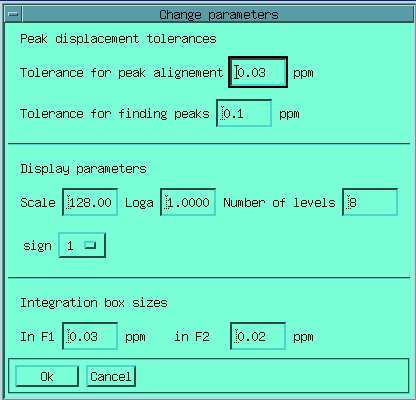 Change parameters
Peak displacement tolerances
Tolerance for peak alignement 0.03 ppm
Tolerance for finding peaks 0.1 ppm
Display parameters
Scale 128.00 Loga 1.0000 Number of levels 8
sign 1
Integration box sizes
In F1 0.03 ppm in F2 0.02 ppm
Ok Cancel